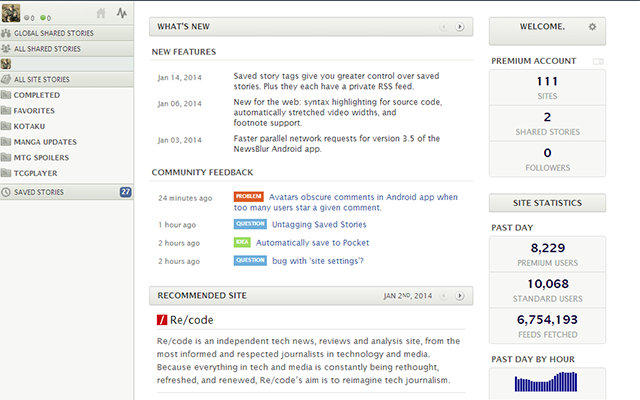 0 0
GLOBAL SHARED STORIES
ALL SHARED STORIES
ALL SITE STORIES
COMPLETED
FAVORITES
KOTAKU
MANGA UPDATES
MTG SPOILERS
TCGPLAYER
SAVED STORIES 27
WHAT'S NEW
NEW FEATURES
Jan 14, 2014 Saved story tags give you greater control over saved
stories. Plus they each have a private RSS feed.
Jan 06, 2014 New for the web: syntax highlighting for source code,
automatically stretched video widths, and
footnote support.
Jan 03, 2014 Faster parallel network requests for version 3.5 of the
NewsBlur Android app.
COMMUNITY FEEDBACK
24 minutes ago PROBLEM Avatars obscure comments in Android app when
too many users star a given comment.
1 hour ago QUESTION Untagging Saved Stories
2 hours ago IDEA Automatically save to Pocket
2 hours ago QUESTION bug with 'site settings'?
RECOMMENDED SITE JAN 2ND, 2014
Re/code
Re/code is an independent tech news, reviews and analysis site, from the
most informed and respected journalists in technology and media.
Because everything in tech and media is constantly being rethought,
refreshed, and renewed, Re/code's aim is to reimagine tech journalism.
WELCOME.
PREMIUM ACCOUNT
111
SITES
2
SHARED STORIES
0
FOLLOWERS
SITE STATISTICS
PAST DAY
8,229
PREMIUM USERS
10,068
STANDARD USERS
6,754,193
FEEDS FETCHED
PAST DAY BY HOUR